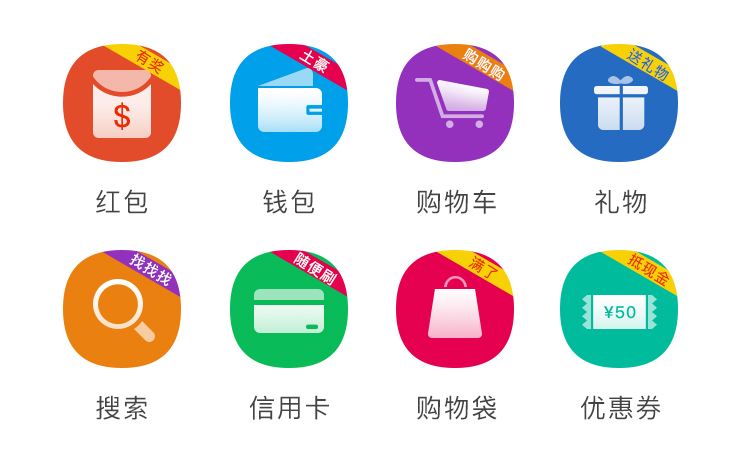 有奖
土豪
购购购
送礼物
$
红包
钱包
购物车
礼物
找找找
随便刷
满了
抵现金
¥50
搜索
信用卡
购物袋
优惠券